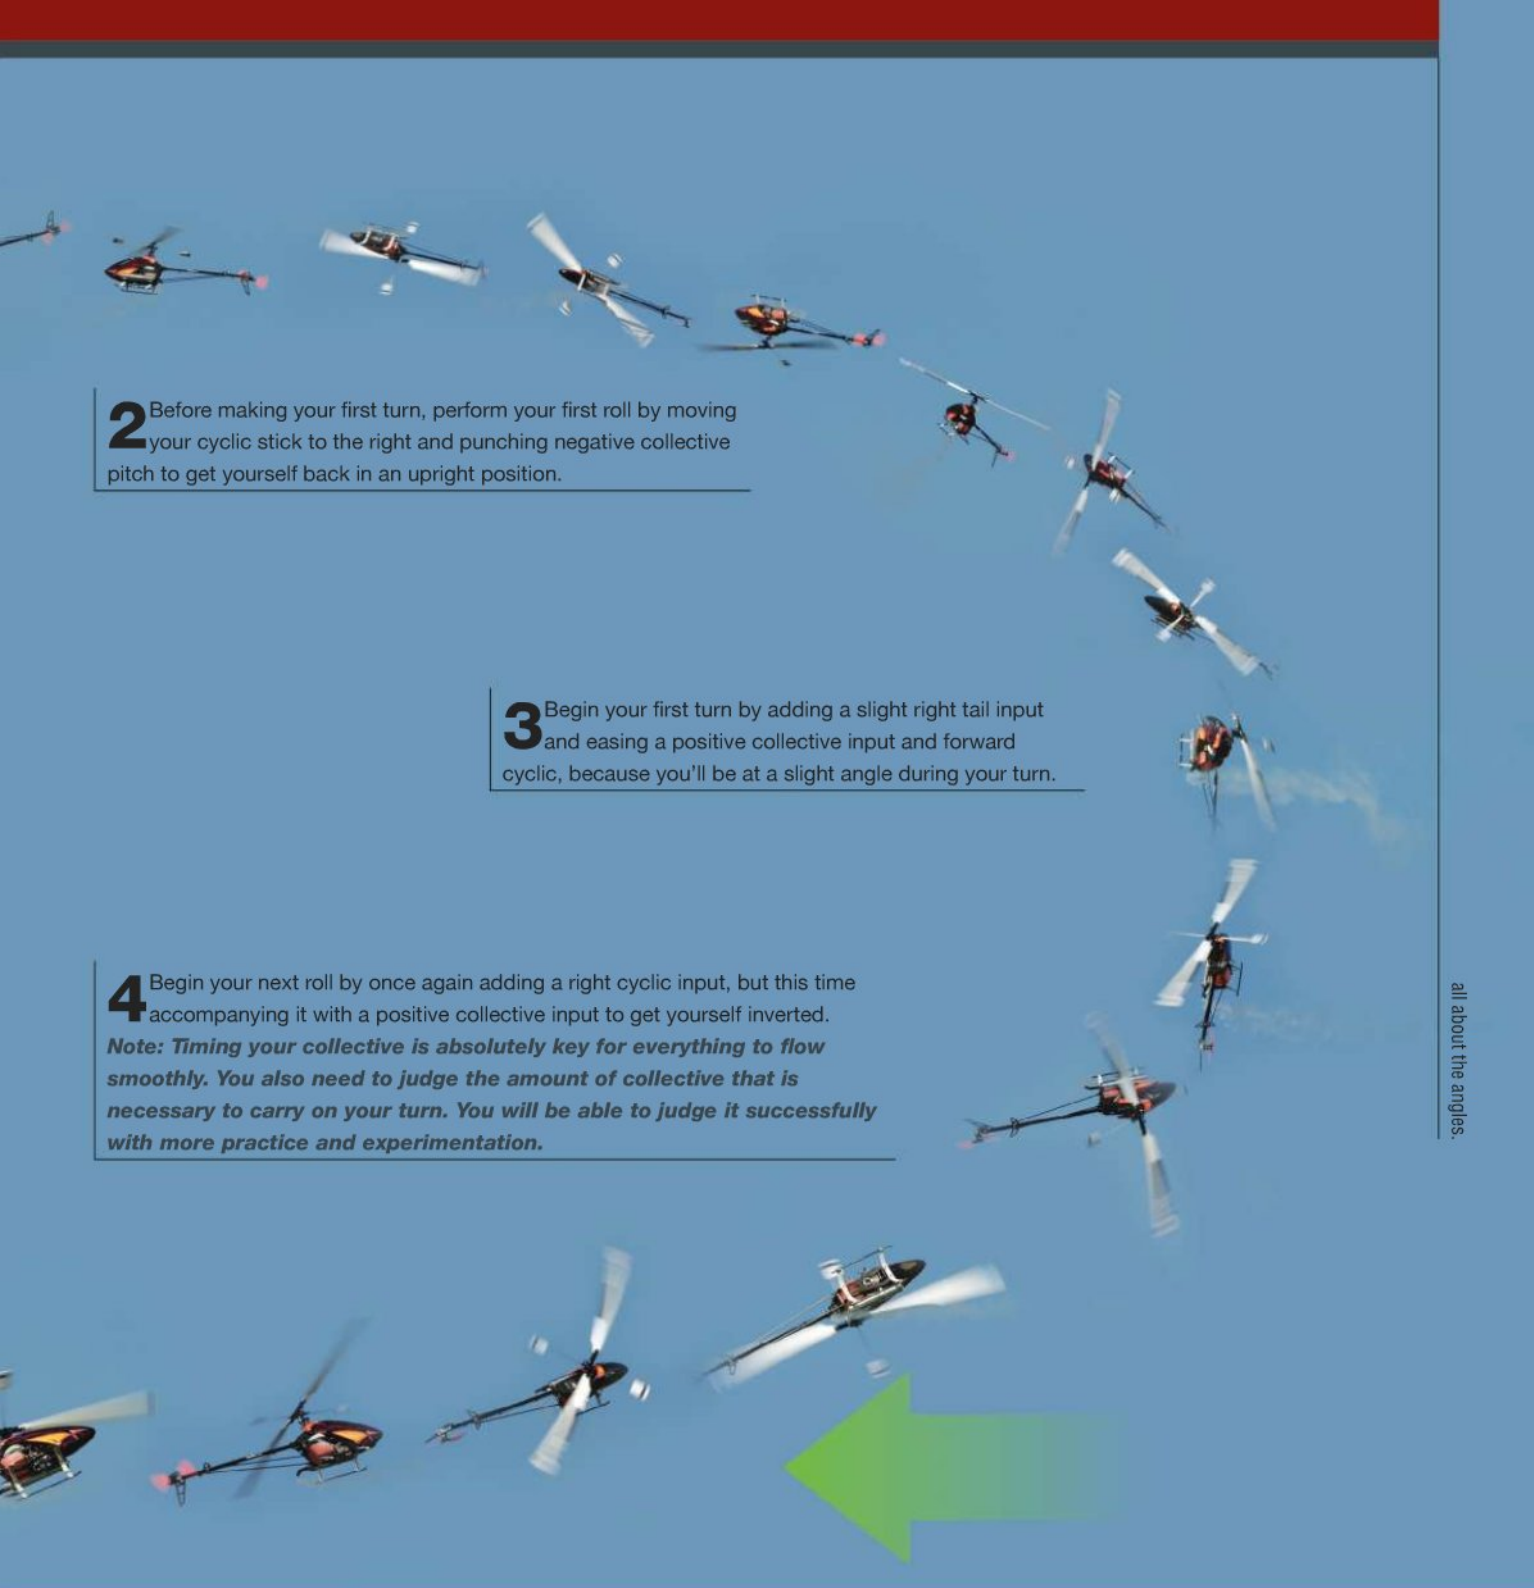 2 Before making your first turn, perform your first roll by moving
your cyclic stick to the right and punching negative collective
pitch to get yourself back in an upright position.
3 Begin your first turn by adding a slight right tail input
and easing a positive collective input and forward
cyclic, because you'll be at a slight angle during your turn.
4 Begin your next roll by once again adding a right cyclic input, but this time
accompanying it with a positive collective input to get yourself inverted.
Note: Timing your collective is absolutely key for everything to flow
smoothly. You also need to judge the amount of collective that is
necessary to carry on your turn. You will be able to judge it successfully
with more practice and experimentation.
all about the angles.